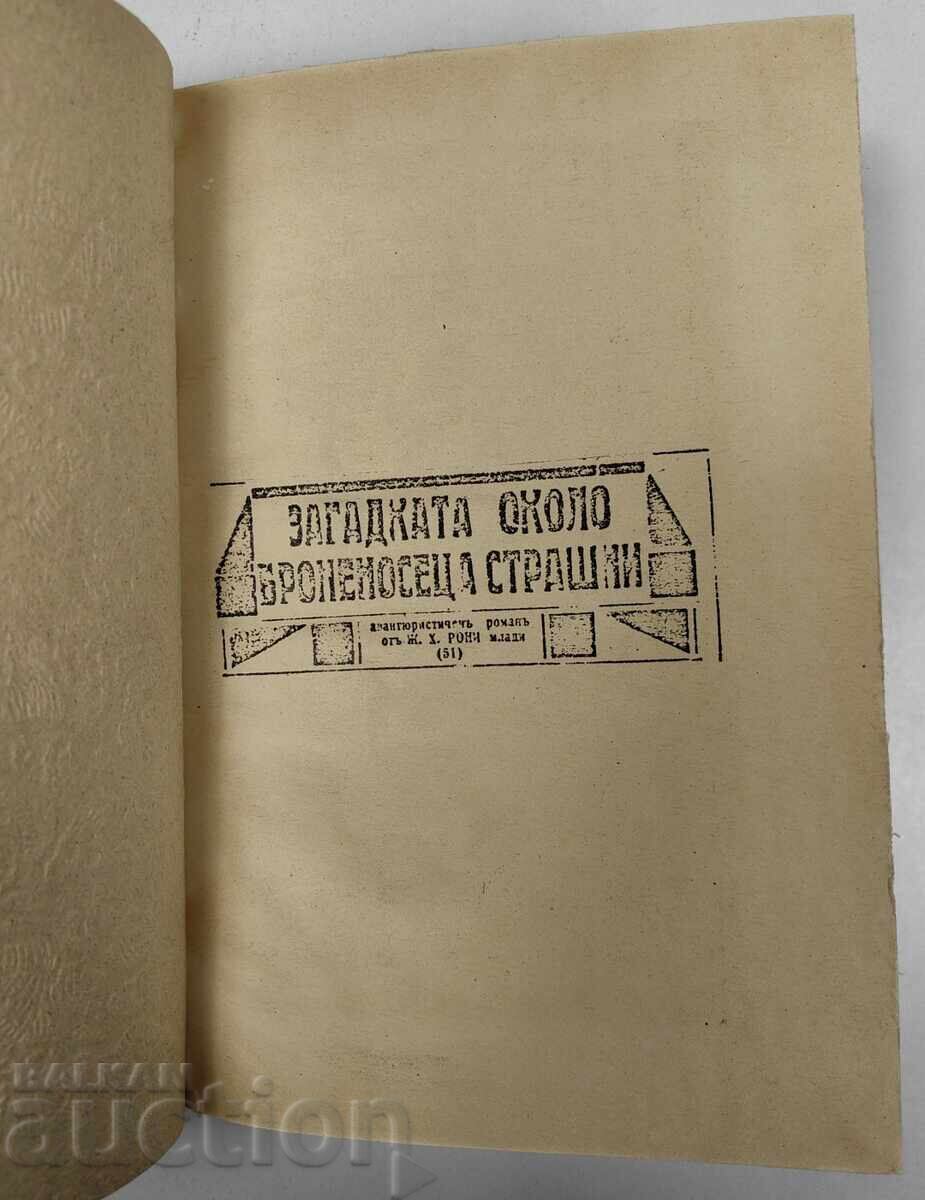 ЗАГАДКАТА ОКОЛО
БРОНЕНОСЕЦА СТРАШНИ
авантюристиченъ романъ
отъ Ж. Х. РОНИ млади
(51)
BALKAN
auction